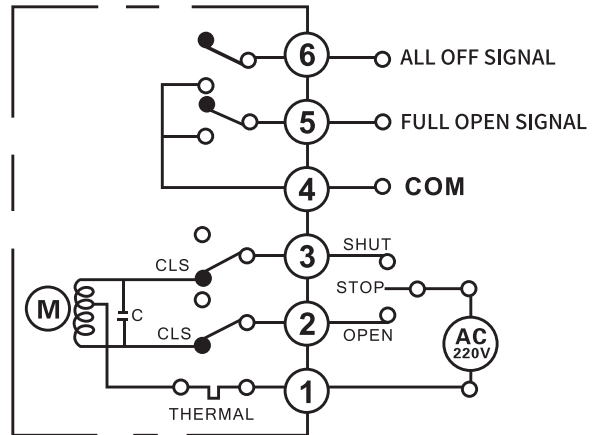 6 ALL OFF SIGNAL
5 FULL OPEN SIGNAL
4 COM
CLS 3 SHUT
STOP
M C
CLS 2 OPEN
AC
220V
THERMAL 1